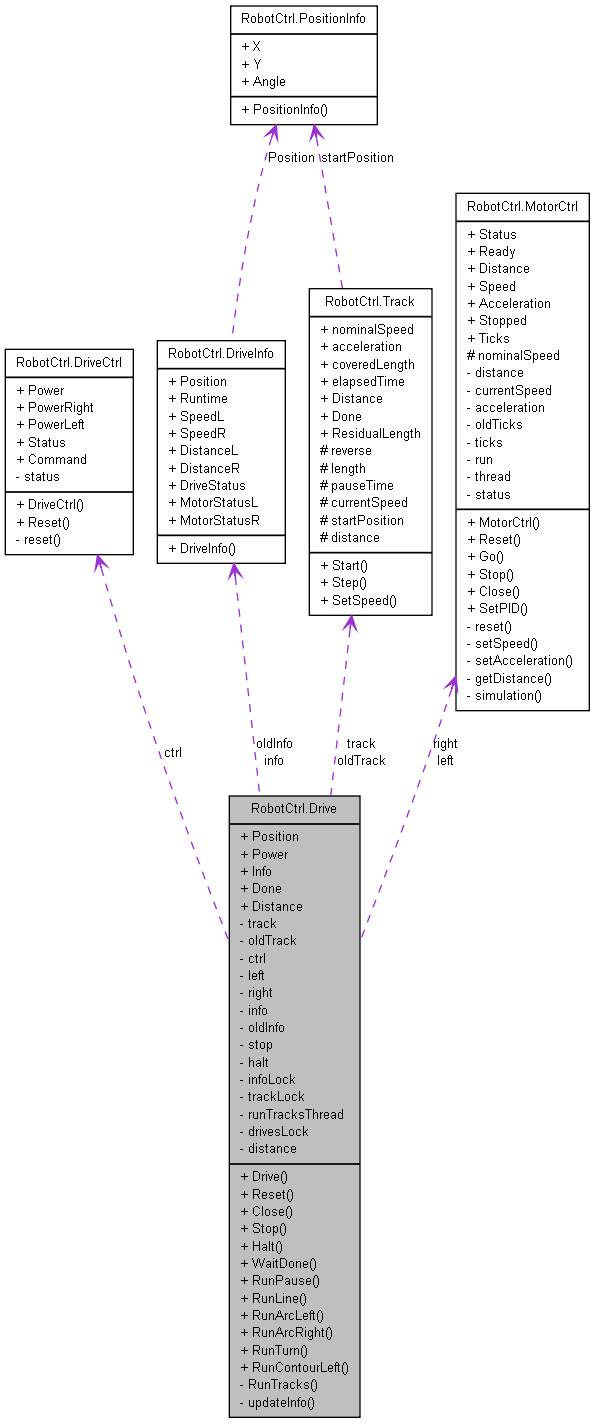 RobotCtrl.PositionInfo
+ X
+ Y
+ Angle
+ PositionInfo()
Position
startPosition
RobotCtrl.MotorCtrl
+ Status
+ Ready
+ Distance
+ Speed
+ Acceleration
+ Stopped
+ Ticks
# nominalSpeed
- distance
- currentSpeed
- acceleration
- oldTicks
- ticks
- run
- thread
- status
+ MotorCtrl()
+ Reset()
+ Go()
+ Stop()
+ Close()
+ SetPID()
- reset()
- setSpeed()
- setAcceleration()
- getDistance()
- simulation()
RobotCtrl.Track
+ nominalSpeed
+ acceleration
+ coveredLength
+ elapsedTime
+ Distance
+ Done
+ ResidualLength
# reverse
# length
# pauseTime
# currentSpeed
# startPosition
# distance
+ Start()
+ Step()
+ SetSpeed()
RobotCtrl.DriveInfo
+ Position
+ Runtime
+ SpeedL
+ SpeedR
+ DistanceL
+ DistanceR
+ DriveStatus
+ MotorStatusL
+ MotorStatusR
+ DriveInfo()
RobotCtrl.DriveCtrl
+ Power
+ PowerRight
+ PowerLeft
+ Status
+ Command
- status
+ DriveCtrl()
+ Reset()
- reset()
ctrl
oldInfo
info
track
oldTrack
right
left
RobotCtrl.Drive
+ Position
+ Power
+ Info
+ Done
+ Distance
- track
- oldTrack
- ctrl
- left
- right
- info
- oldInfo
- stop
- halt
- infoLock
- trackLock
- runTracksThread
- drivesLock
- distance
+ Drive()
+ Reset()
+ Close()
+ Stop()
+ Halt()
+ WaitDone()
+ RunPause()
+ RunLine()
+ RunArcLeft()
+ RunArcRight()
+ RunTurn()
+ RunContourLeft()
- RunTracks()
- updateInfo()